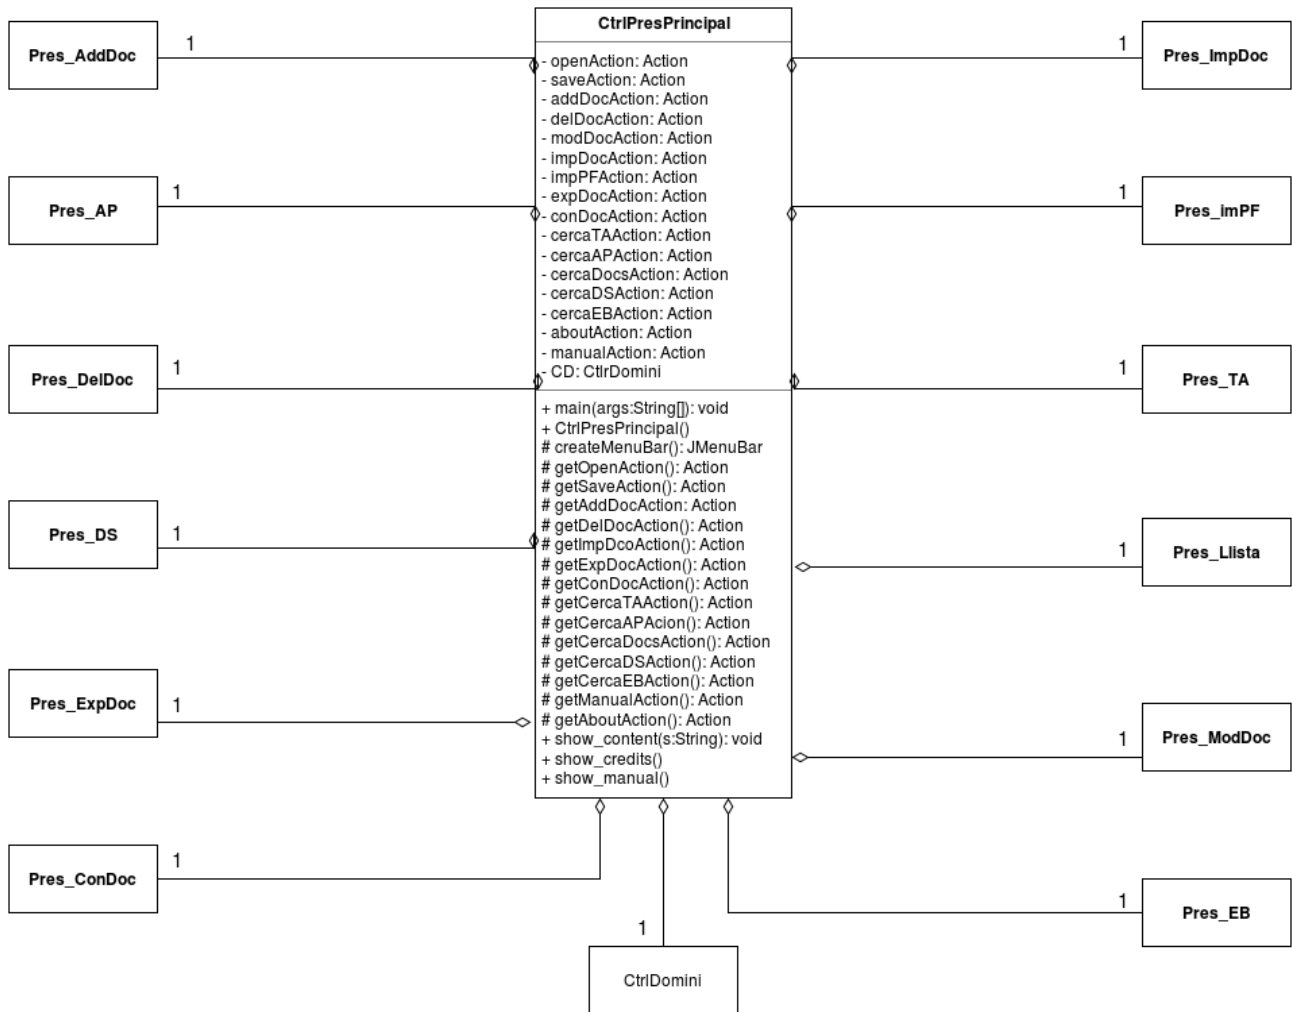 CtrlPresPrincipal
- openAction: Action
- saveAction: Action
- addDocAction: Action
- delDocAction: Action
- modDocAction: Action
- impDocAction: Action
- impPFAction: Action
- expDocAction: Action
- conDocAction: Action
- cercaTAAction: Action
- cercaAPAction: Action
- cercaDocsAction: Action
- cercaDSAction: Action
- cercaEBAction: Action
- aboutAction: Action
- manualAction: Action
- CD: CtlrDomini
+ main(args:String[]): void
+ CtrlPresPrincipal()
# createMenuBar(): JMenuBar
# getOpenAction(): Action
# getSaveAction(): Action
# getAddDocAction: Action
# getDelDocAction(): Action
# getImpDcoAction(): Action
# getExpDocAction(): Action
# getConDocAction(): Action
# getCercaTAAction(): Action
# getCercaAPAcion(): Action
# getCercaDocsAction(): Action
# getCercaDSAction(): Action
# getCercaEBAction(): Action
# getManualAction(): Action
# getAboutAction(): Action
+ show_content(s:String): void
+ show_credits()
+ show_manual()
Pres_AddDoc
1
Pres_AP
1
Pres_DelDoc
1
Pres_DS
1
Pres_ExpDoc
1
Pres_ConDoc
1
1
CtrlDomini
1
Pres_ImpDoc
1
Pres_imPF
1
Pres_TA
1
Pres_Llista
1
Pres_ModDoc
1
Pres_EB